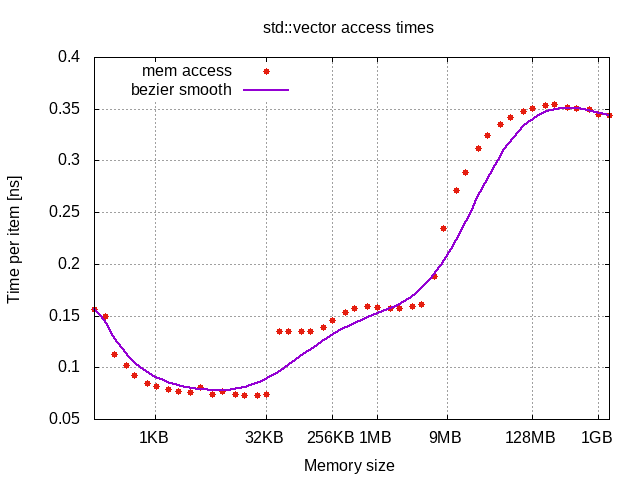 std::vector access times
mem access
bezier smooth
0.4
0.35
0.3
0.25
0.2
0.15
0.1
0.05
Time per item [ns]
1KB 32KB 256KB 1MB 9MB 128MB 1GB
Memory size